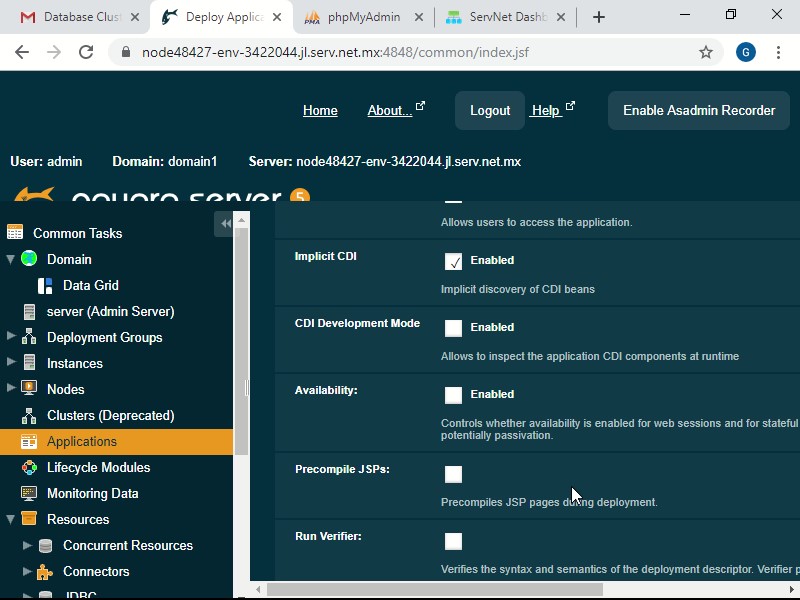 Database Clust
Deploy Applica
phpMyAdmin
ServNet Dashb
node48427-env-3422044.jl.serv.net.mx:4848/common/index.jsf
G
Home
About...
Logout
Help
Enable Asadmin Recorder
User: admin
Domain: domain1
Server: node48427-env-3422044.jl.serv.net.mx
payara server 5
Common Tasks
Domain
Data Grid
server (Admin Server)
Deployment Groups
Instances
Nodes
Clusters (Deprecated)
Applications
Lifecycle Modules
Monitoring Data
Resources
Concurrent Resources
Connectors
JDBC
Allows users to access the application.
Implicit CDI
Enabled
Implicit discovery of CDI beans
CDI Development Mode
Enabled
Allows to inspect the application CDI components at runtime
Availability:
Enabled
Controls whether availability is enabled for web sessions and for stateful
potentially passivation.
Precompile JSPs:
Precompiles JSP pages during deployment.
Run Verifier:
Verifies the syntax and semantics of the deployment descriptor. Verifier p